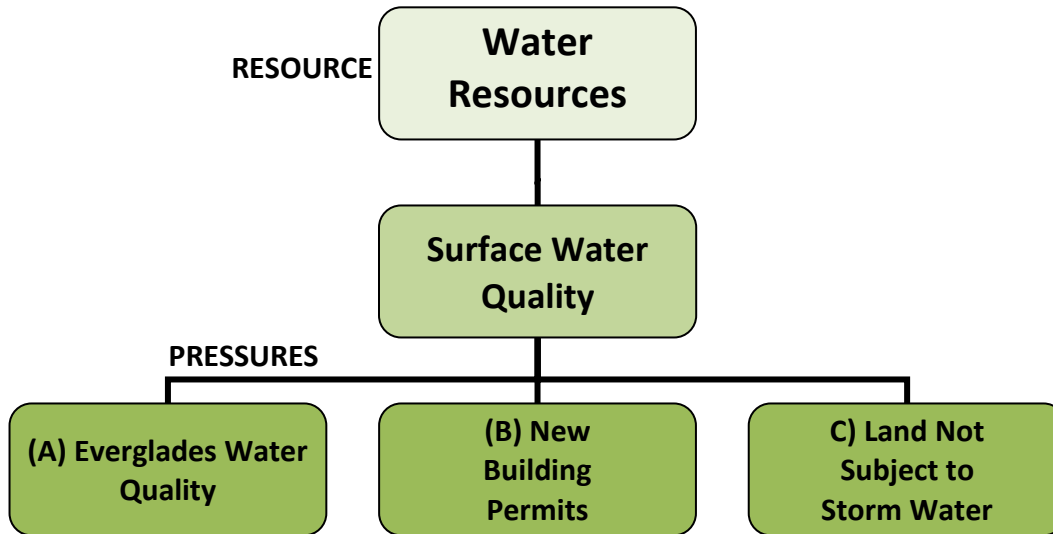 Water
Resources
RESOURCE
Surface Water
Quality
PRESSURES
(A) Everglades Water
Quality
(B) New
Building
Permits
C) Land Not
Subject to
Storm Water